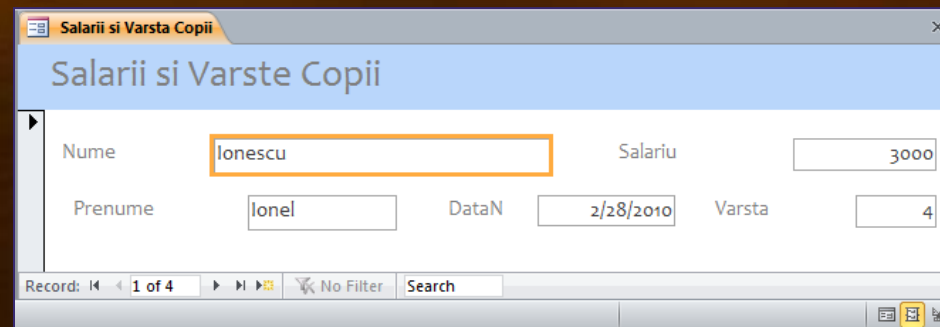 Salarii si Varsta Copii
Salarii si Varste Copii
Nume Ionescu Salariu 3000
Prenume Ionel DataN 2/28/2010 Varsta 4
Record: 1 of 4 No Filter Search